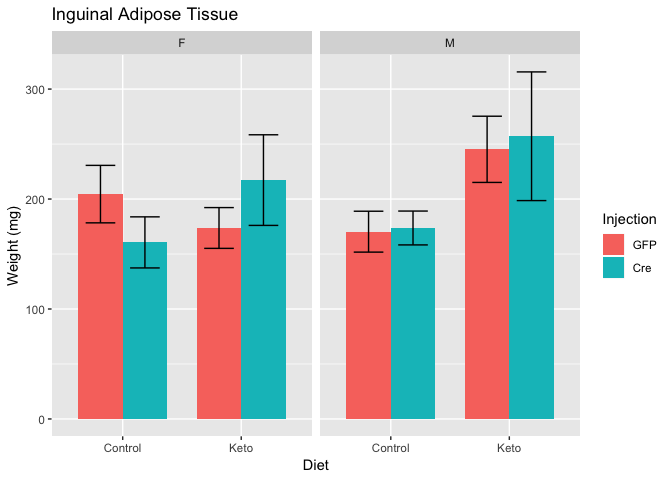 Inguinal Adipose Tissue
F
M
300
200
100
0
Weight (mg)
Control
Keto
Control
Keto
Diet
Injection
GFP
Cre